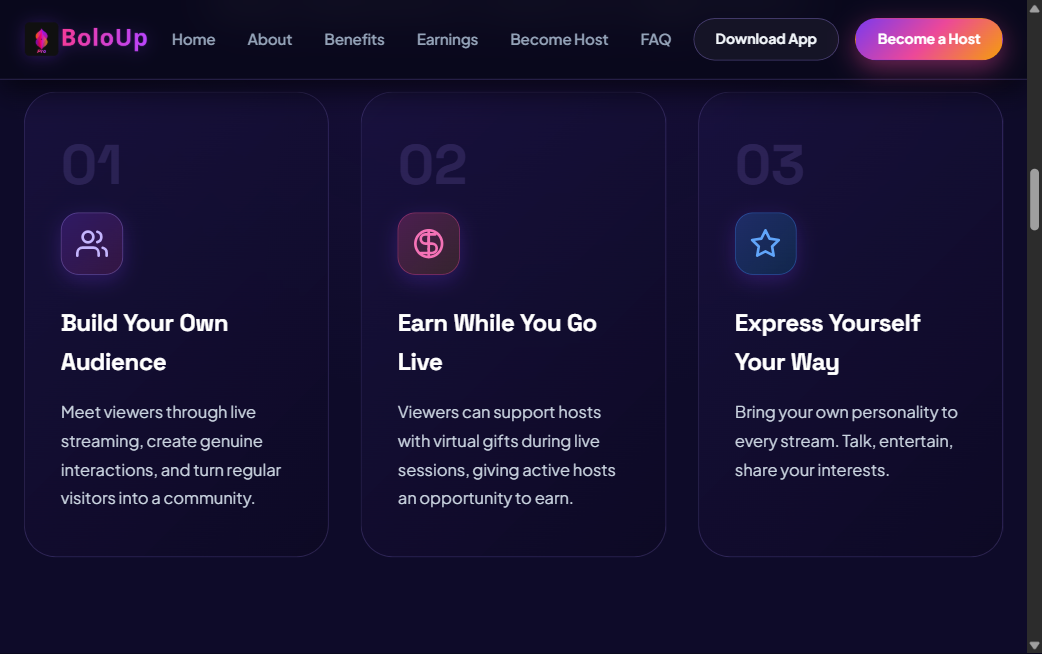 BoloUp
Home
About
Benefits
Earnings
Become Host
FAQ
Download App
Become a Host
01
Build Your Own
Audience
Meet viewers through live
streaming, create genuine
interactions, and turn regular
visitors into a community.
02
Earn While You Go
Live
Viewers can support hosts
with virtual gifts during live
sessions, giving active hosts
an opportunity to earn.
03
Express Yourself
Your Way
Bring your own personality to
every stream. Talk, entertain,
share your interests.